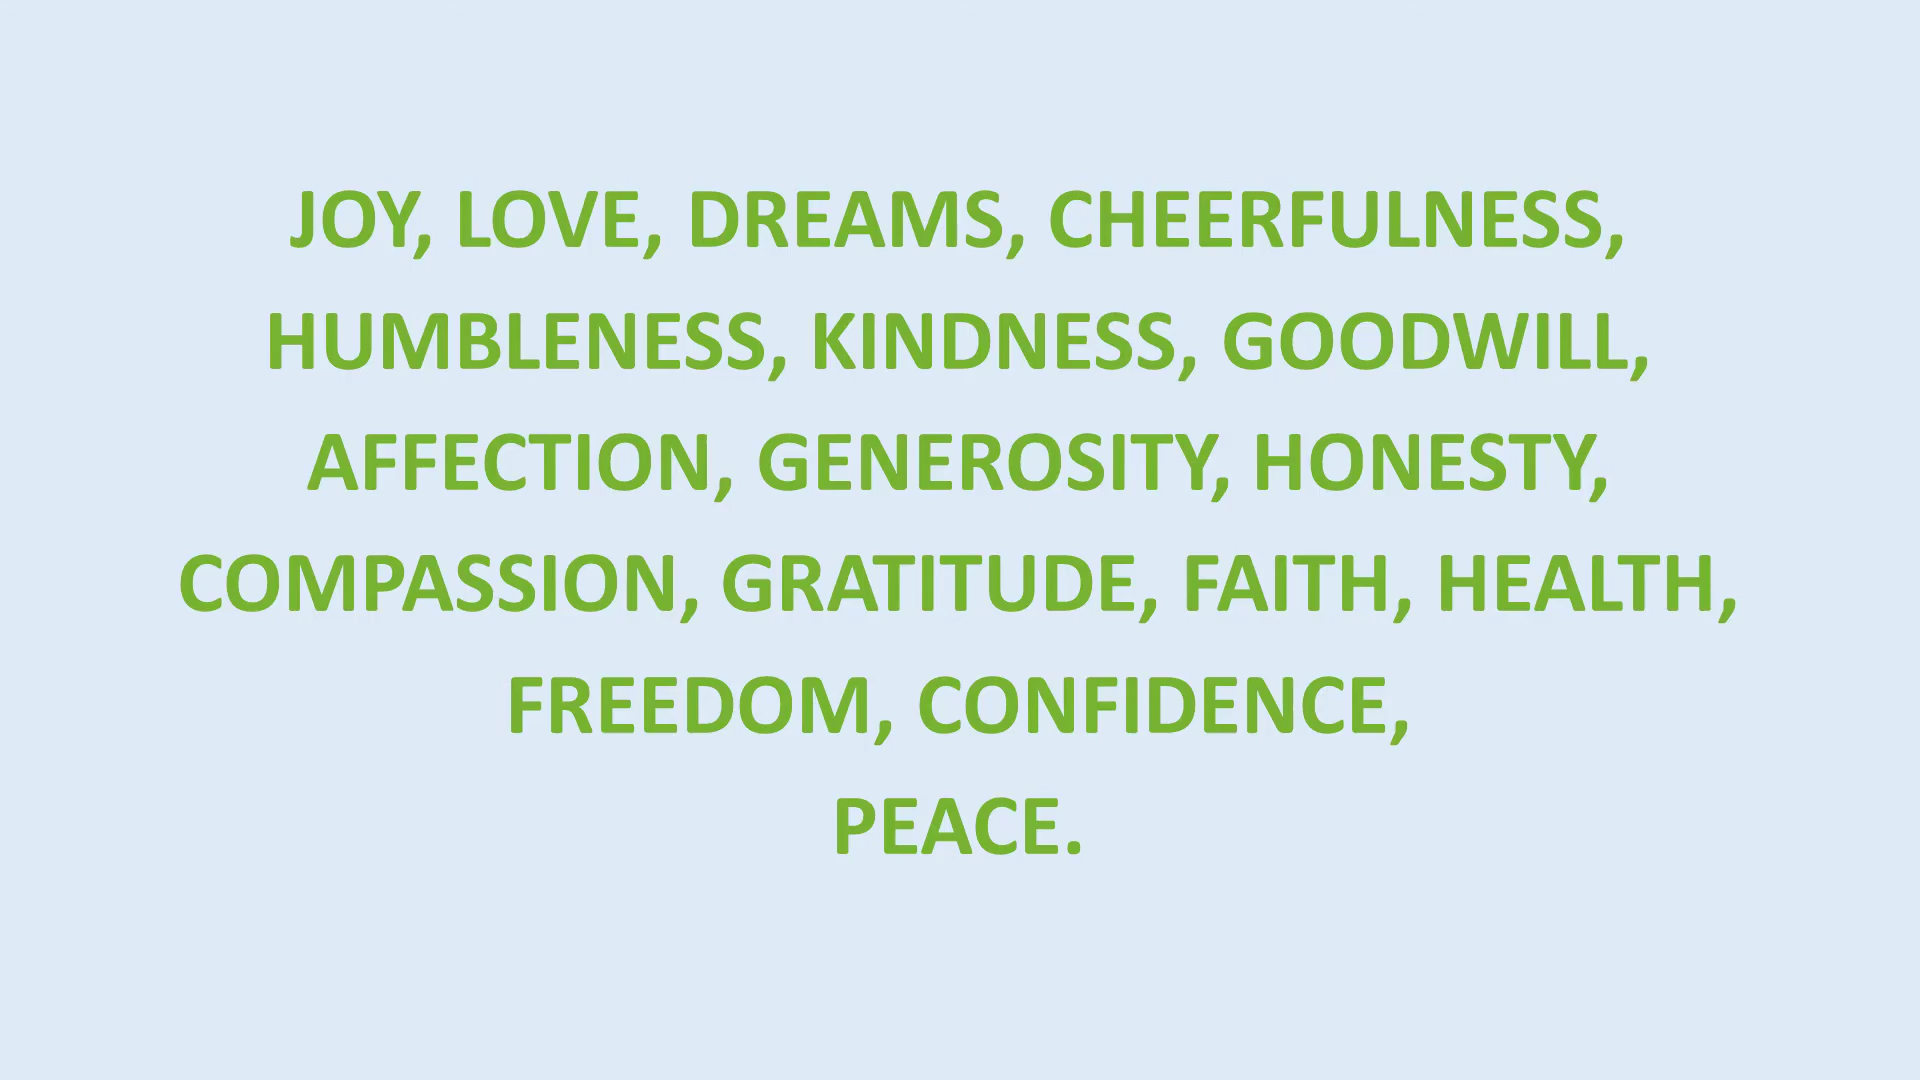 JOY, LOVE, DREAMS, CHEERFULNESS,
HUMBLENESS, KINDNESS, GOODWILL,
AFFECTION, GENEROSITY, HONESTY,
COMPASSION, GRATITUDE, FAITH, HEALTH,
FREEDOM, CONFIDENCE,
PEACE.